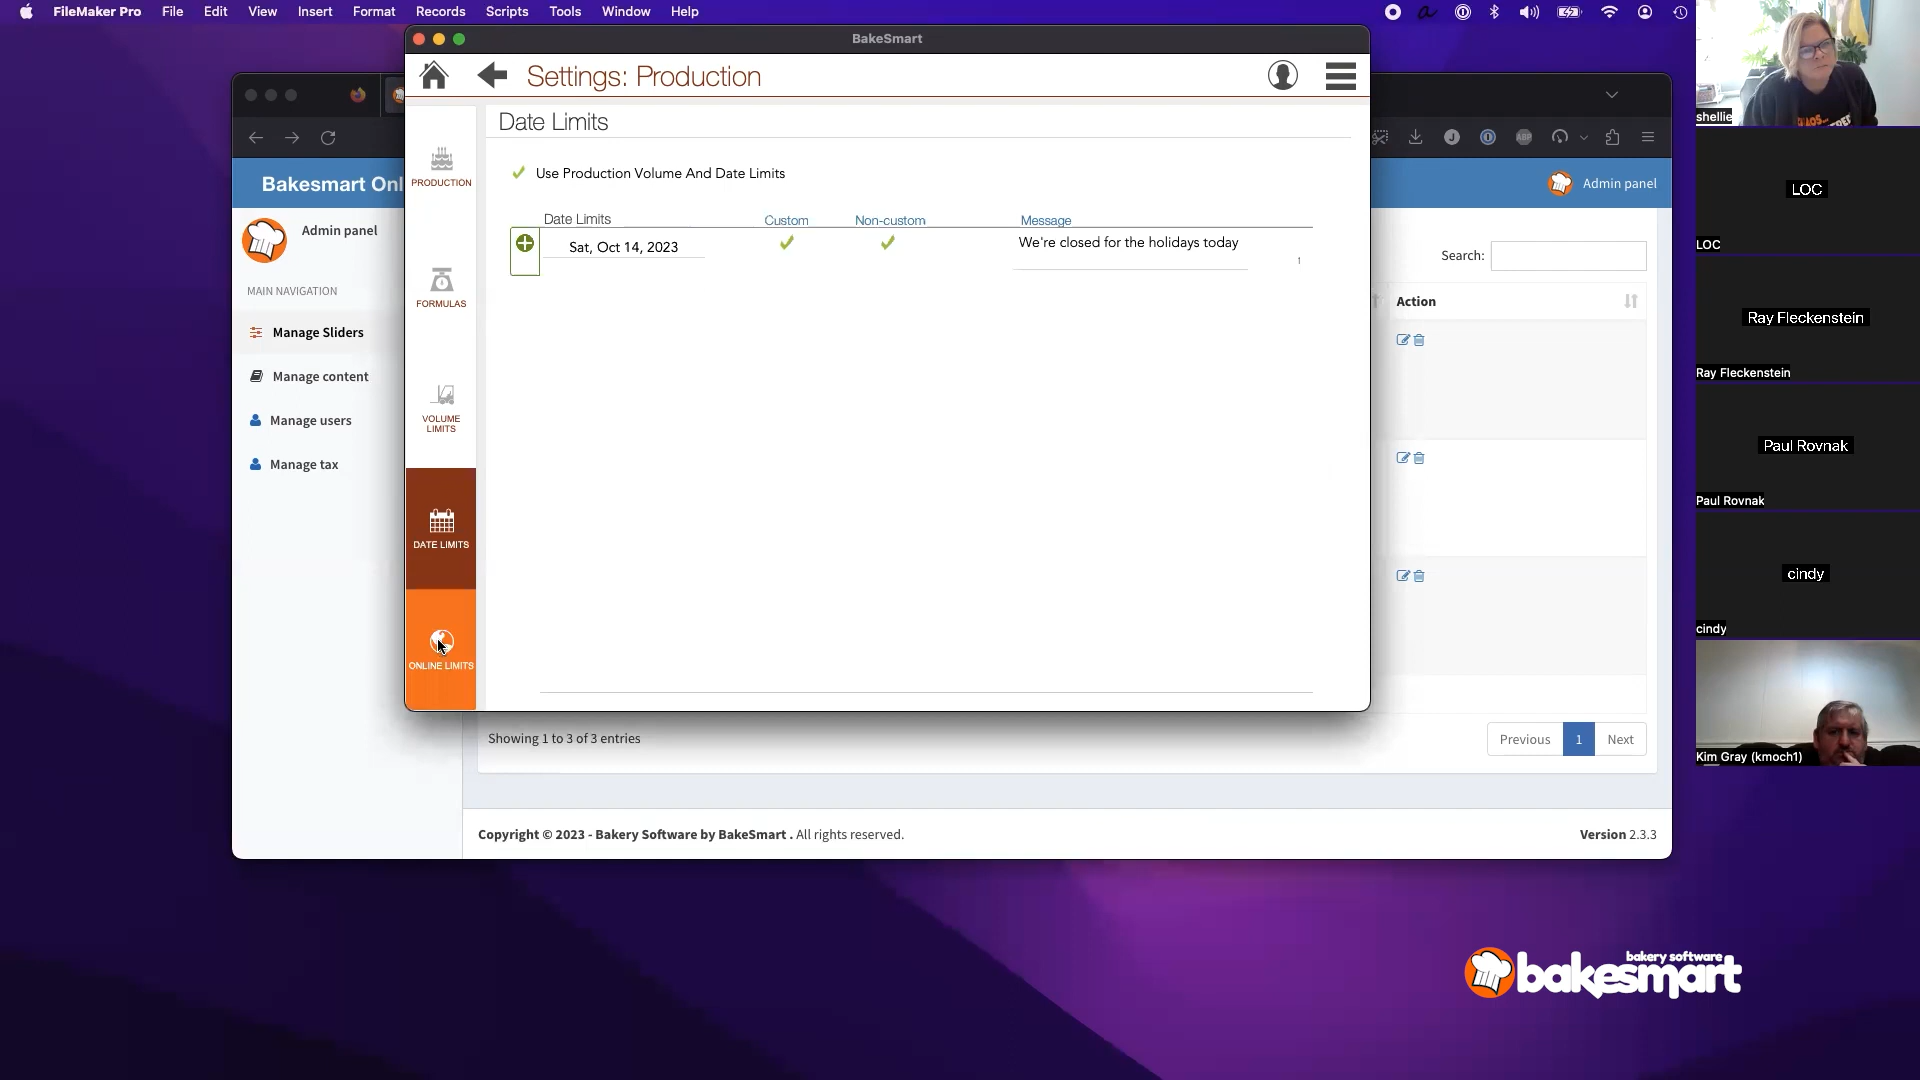 FileMaker Pro File Edit View Insert Format Records Scripts Tools Window Help
BakeSmart
Settings: Production
Date Limits
Use Production Volume And Date Limits
Date Limits Custom Non-custom Message
Sat, Oct 14, 2023 We're closed for the holidays today
1
PRODUCTION
FORMULAS
VOLUME
LIMITS
DATE LIMITS
ONLINE LIMITS
Bakesmart Onl
Admin panel
Admin panel
MAIN NAVIGATION
Manage Sliders
Manage content
Manage users
Manage tax
ABP
Search:
Action
Showing 1 to 3 of 3 entries
Previous 1 Next
Copyright © 2023 - Bakery Software by BakeSmart . All rights reserved.
Version 2.3.3
bakery software
bakesmart
shellie
LOC
LOC
Ray Fleckenstein
Ray Fleckenstein
Paul Rovnak
Paul Rovnak
cindy
cindy
Kim Gray (kmoch1)